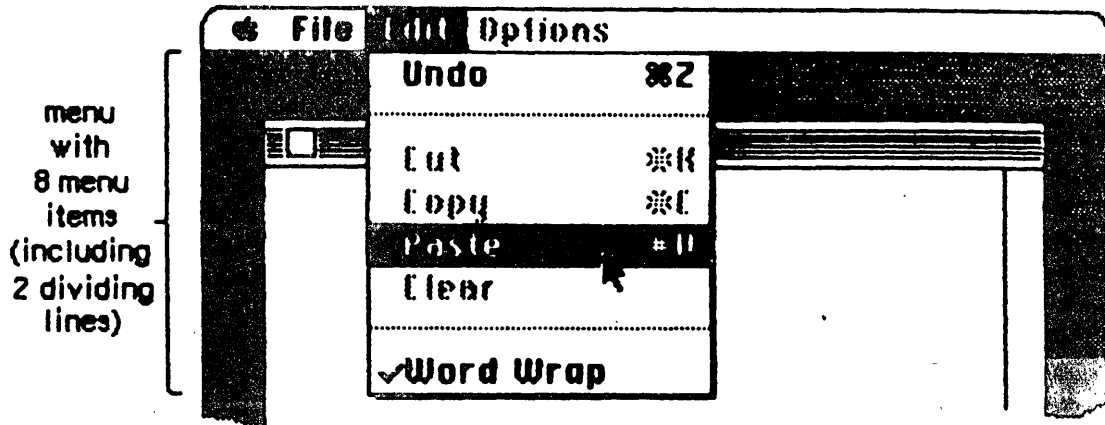 File Edit Options
menu
with
8 menu
items
(including
2 dividing
lines)
Undo ⌘Z
Cut ⌘X
Copy ⌘C
Paste ⌘V
Clear
✓Word Wrap